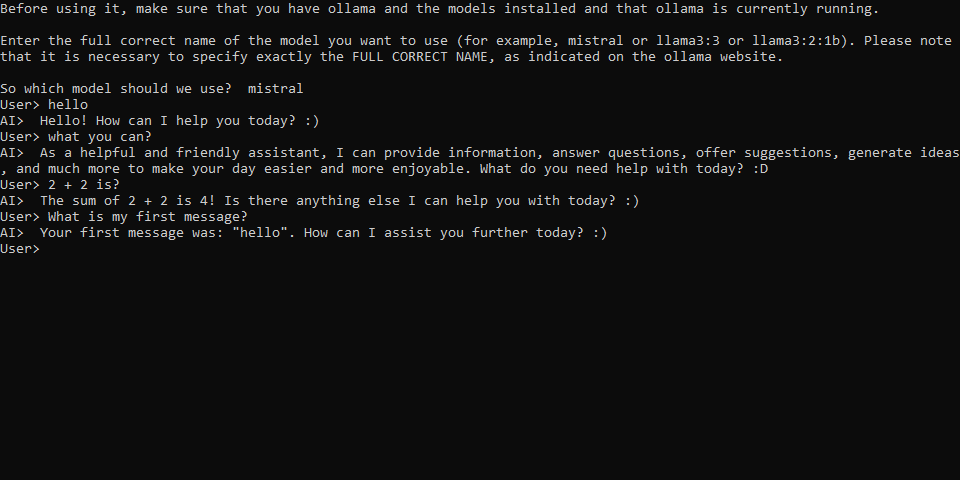 Before using it, make sure that you have ollama and the models installed and that ollama is currently running.
Enter the full correct name of the model you want to use (for example, mistral or llama3:3 or llama3:2:1b). Please note
that it is necessary to specify exactly the FULL CORRECT NAME, as indicated on the ollama website.
So which model should we use?  mistral
User> hello
AI>  Hello! How can I help you today? :)
User> what you can?
AI>  As a helpful and friendly assistant, I can provide information, answer questions, offer suggestions, generate ideas
, and much more to make your day easier and more enjoyable. What do you need help with today? :D
User> 2 + 2 is?
AI>  The sum of 2 + 2 is 4! Is there anything else I can help you with today? :)
User> What is my first message?
AI>  Your first message was: "hello". How can I assist you further today? :)
User>